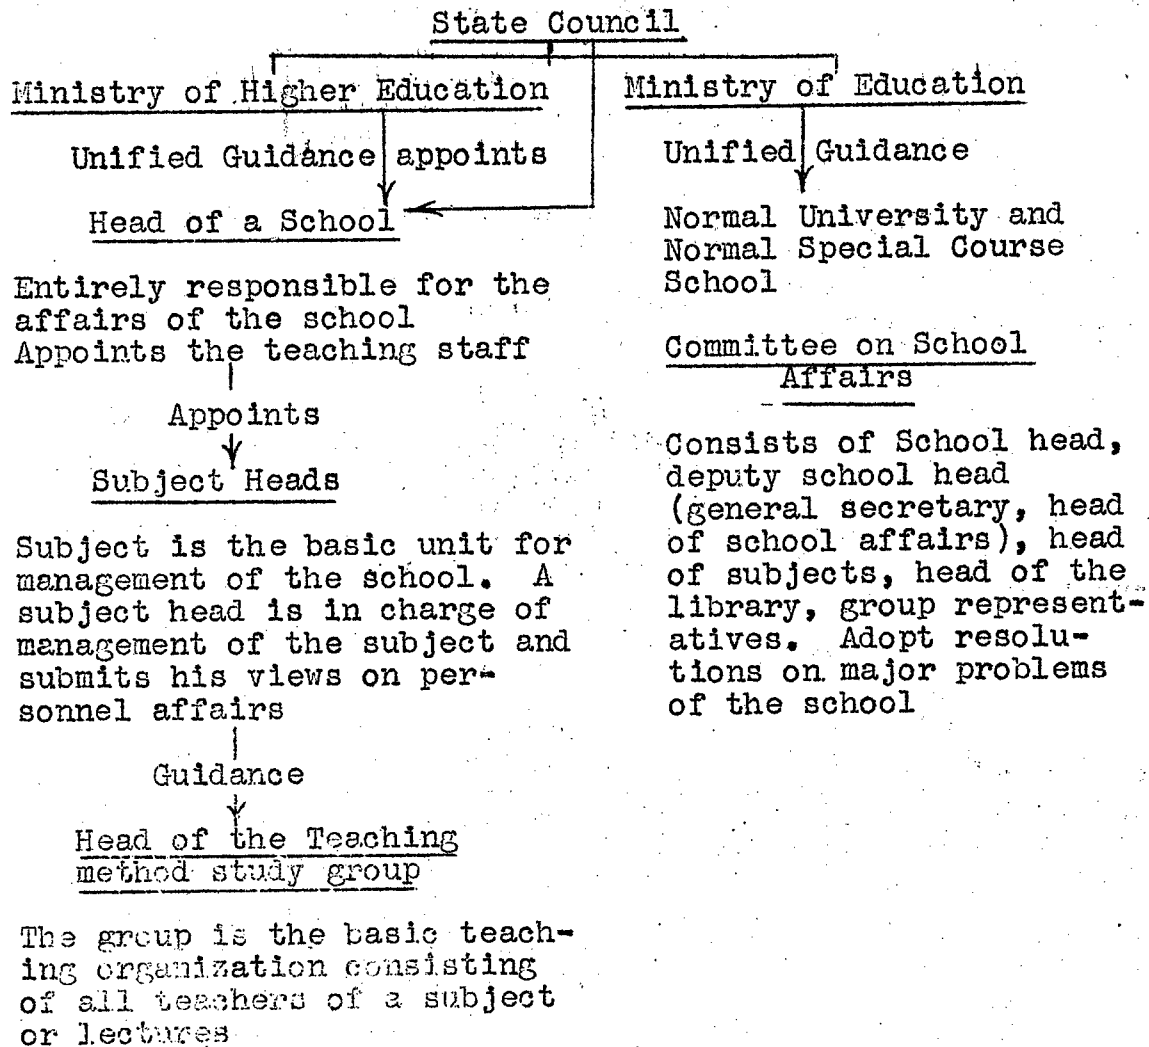 State Council
Ministry of Higher Education
Unified Guidance appoints
Head of a School
Entirely responsible for the
affairs of the school
Appoints the teaching staff
Appoints
Subject Heads
Subject is the basic unit for
management of the school. A
subject head is in charge of
management of the subject and
submits his views on per-
sonnel affairs
Guidance
Head of the Teaching
method study group
The group is the basic teach-
ing organization consisting
of all teachers of a subject
or lectures
Ministry of Education
Unified Guidance
Normal University and
Normal Special Course
School
Committee on School
Affairs
Consists of School head,
deputy school head
(general secretary, head
of school affairs), head
of subjects, head of the
library, group represent-
atives. Adopt resolu-
tions on major problems
of the school